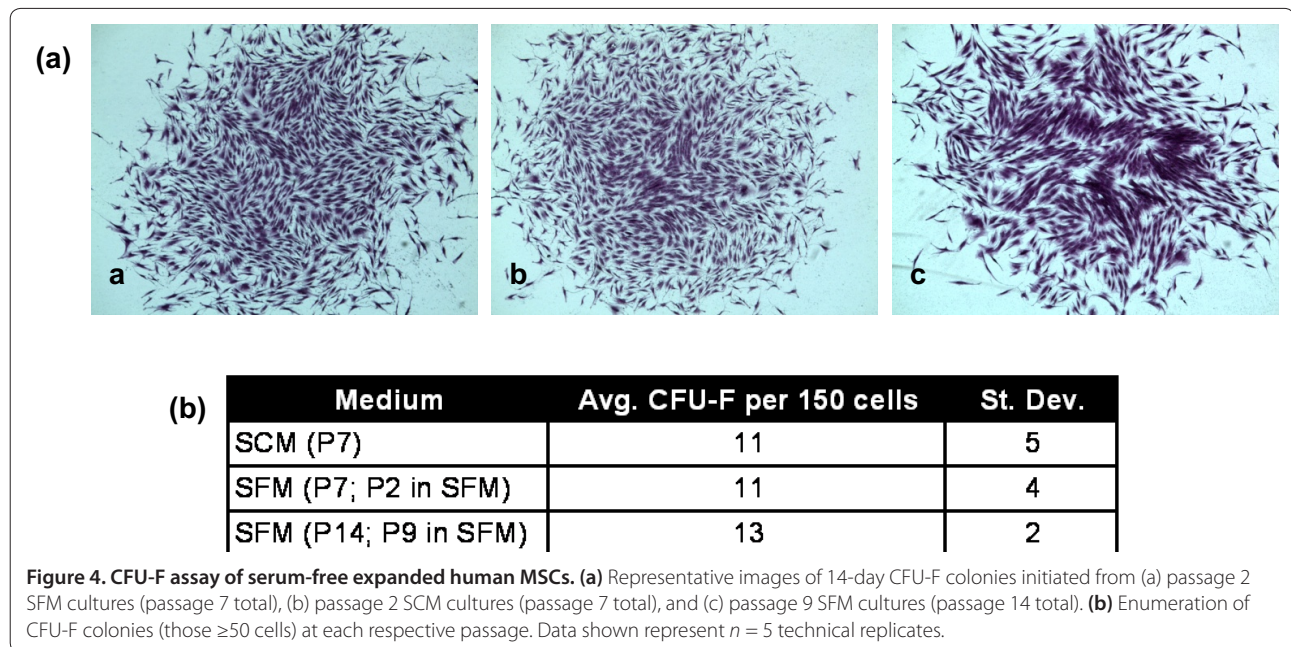 (a)
a
b
c
(b)
Medium Avg. CFU-F per 150 cells St. Dev.
SCM (P7) 11 5
SFM (P7; P2 in SFM) 11 4
SFM (P14; P9 in SFM) 13 2
Figure 4. CFU-F assay of serum-free expanded human MSCs. (a) Representative images of 14-day CFU-F colonies initiated from (a) passage 2
SFM cultures (passage 7 total), (b) passage 2 SCM cultures (passage 7 total), and (c) passage 9 SFM cultures (passage 14 total). (b) Enumeration of
CFU-F colonies (those ≥50 cells) at each respective passage. Data shown represent n = 5 technical replicates.